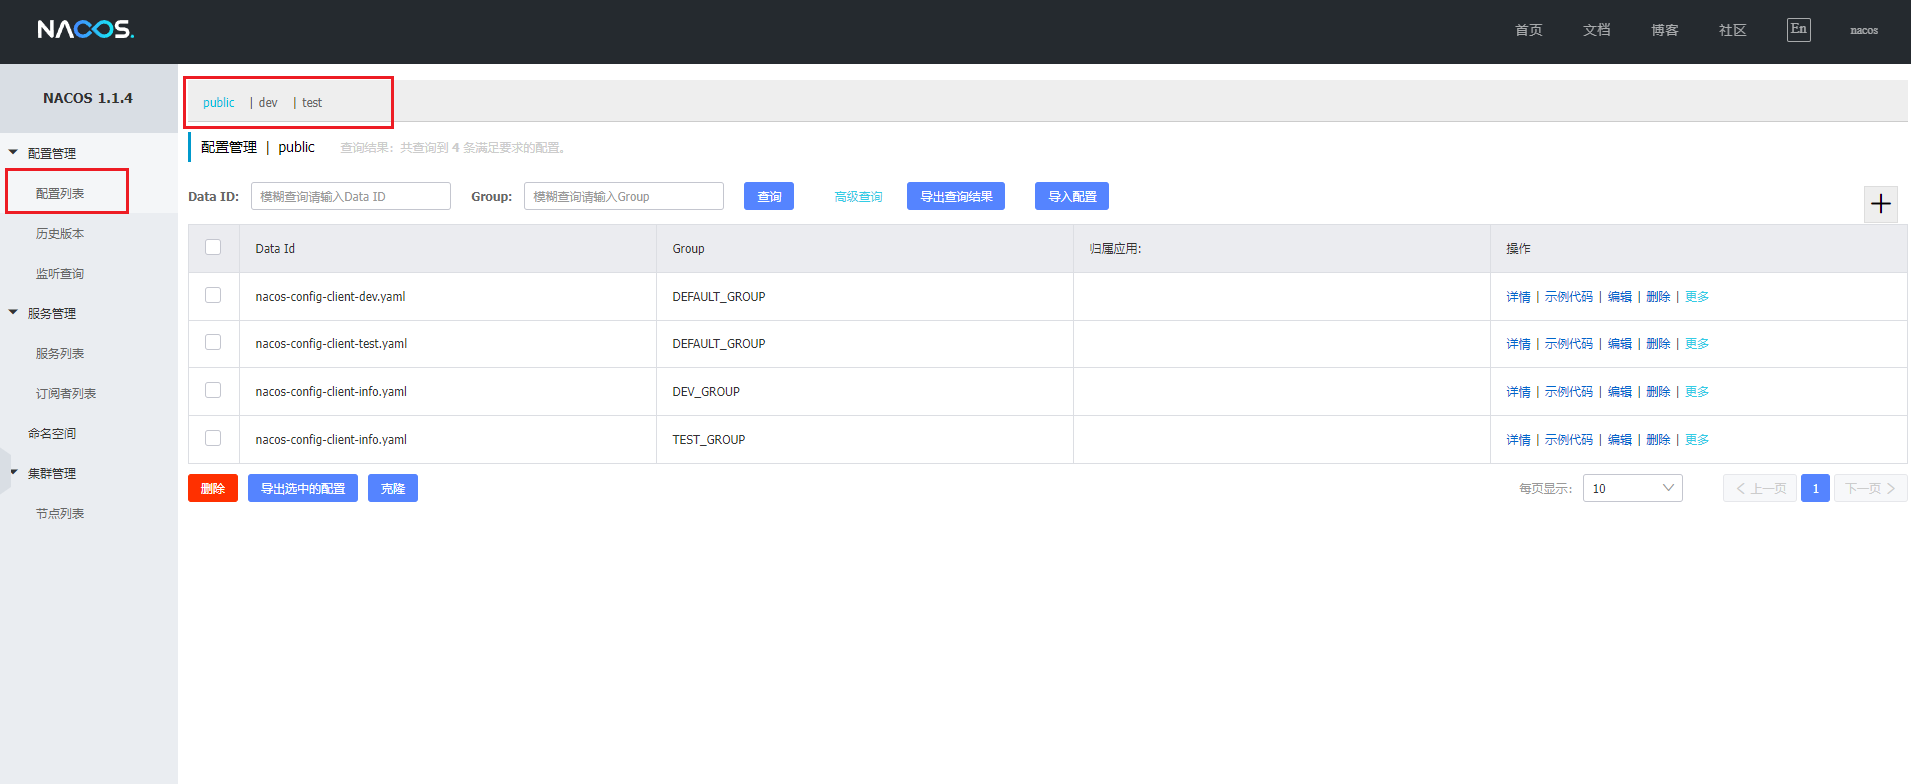 NACOS.
首页 文档 博客 社区 En nacos
NACOS 1.1.4
配置管理
配置列表
历史版本
监听查询
服务管理
服务列表
订阅者列表
命名空间
集群管理
节点列表
public | dev | test
配置管理 | public 查询结果：共查询到 4 条满足要求的配置。
Data ID: 模糊查询请输入Data ID Group: 模糊查询请输入Group 查询 高级查询 导出查询结果 导入配置
Data Id Group 归属应用: 操作
nacos-config-client-dev.yaml DEFAULT_GROUP 详情 | 示例代码 | 编辑 | 删除 | 更多
nacos-config-client-test.yaml DEFAULT_GROUP 详情 | 示例代码 | 编辑 | 删除 | 更多
nacos-config-client-info.yaml DEV_GROUP 详情 | 示例代码 | 编辑 | 删除 | 更多
nacos-config-client-info.yaml TEST_GROUP 详情 | 示例代码 | 编辑 | 删除 | 更多
删除 导出选中的配置 克隆 每页显示: 10 上一页 1 下一页